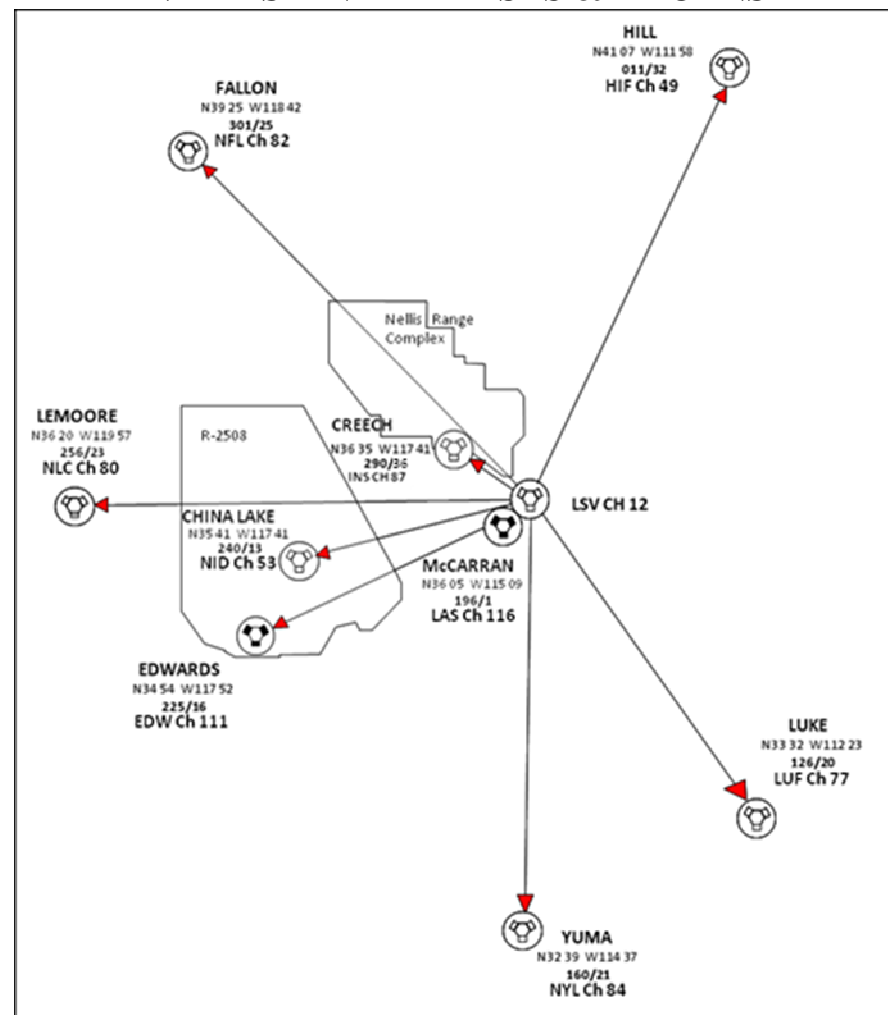 HILL
N41 07 W111 58
011/32
HIF Ch 49
FALLON
N39 25 W118 42
301/25
NFL Ch 82
Nellis Range
Complex
LEMOORE
N36 20 W119 57
256/23
NLC Ch 80
R-2508
CREECH
N36 35 W117 41
290/36
INS CH 87
LSV CH 12
CHINA LAKE
N35 41 W117 41
240/13
NID Ch 53
McCARRAN
N36 05 W115 09
196/1
LAS Ch 116
EDWARDS
N34 54 W117 52
225/16
EDW Ch 111
LUKE
N33 32 W112 23
126/20
LUF Ch 77
YUMA
N32 39 W114 37
160/21
NYL Ch 84